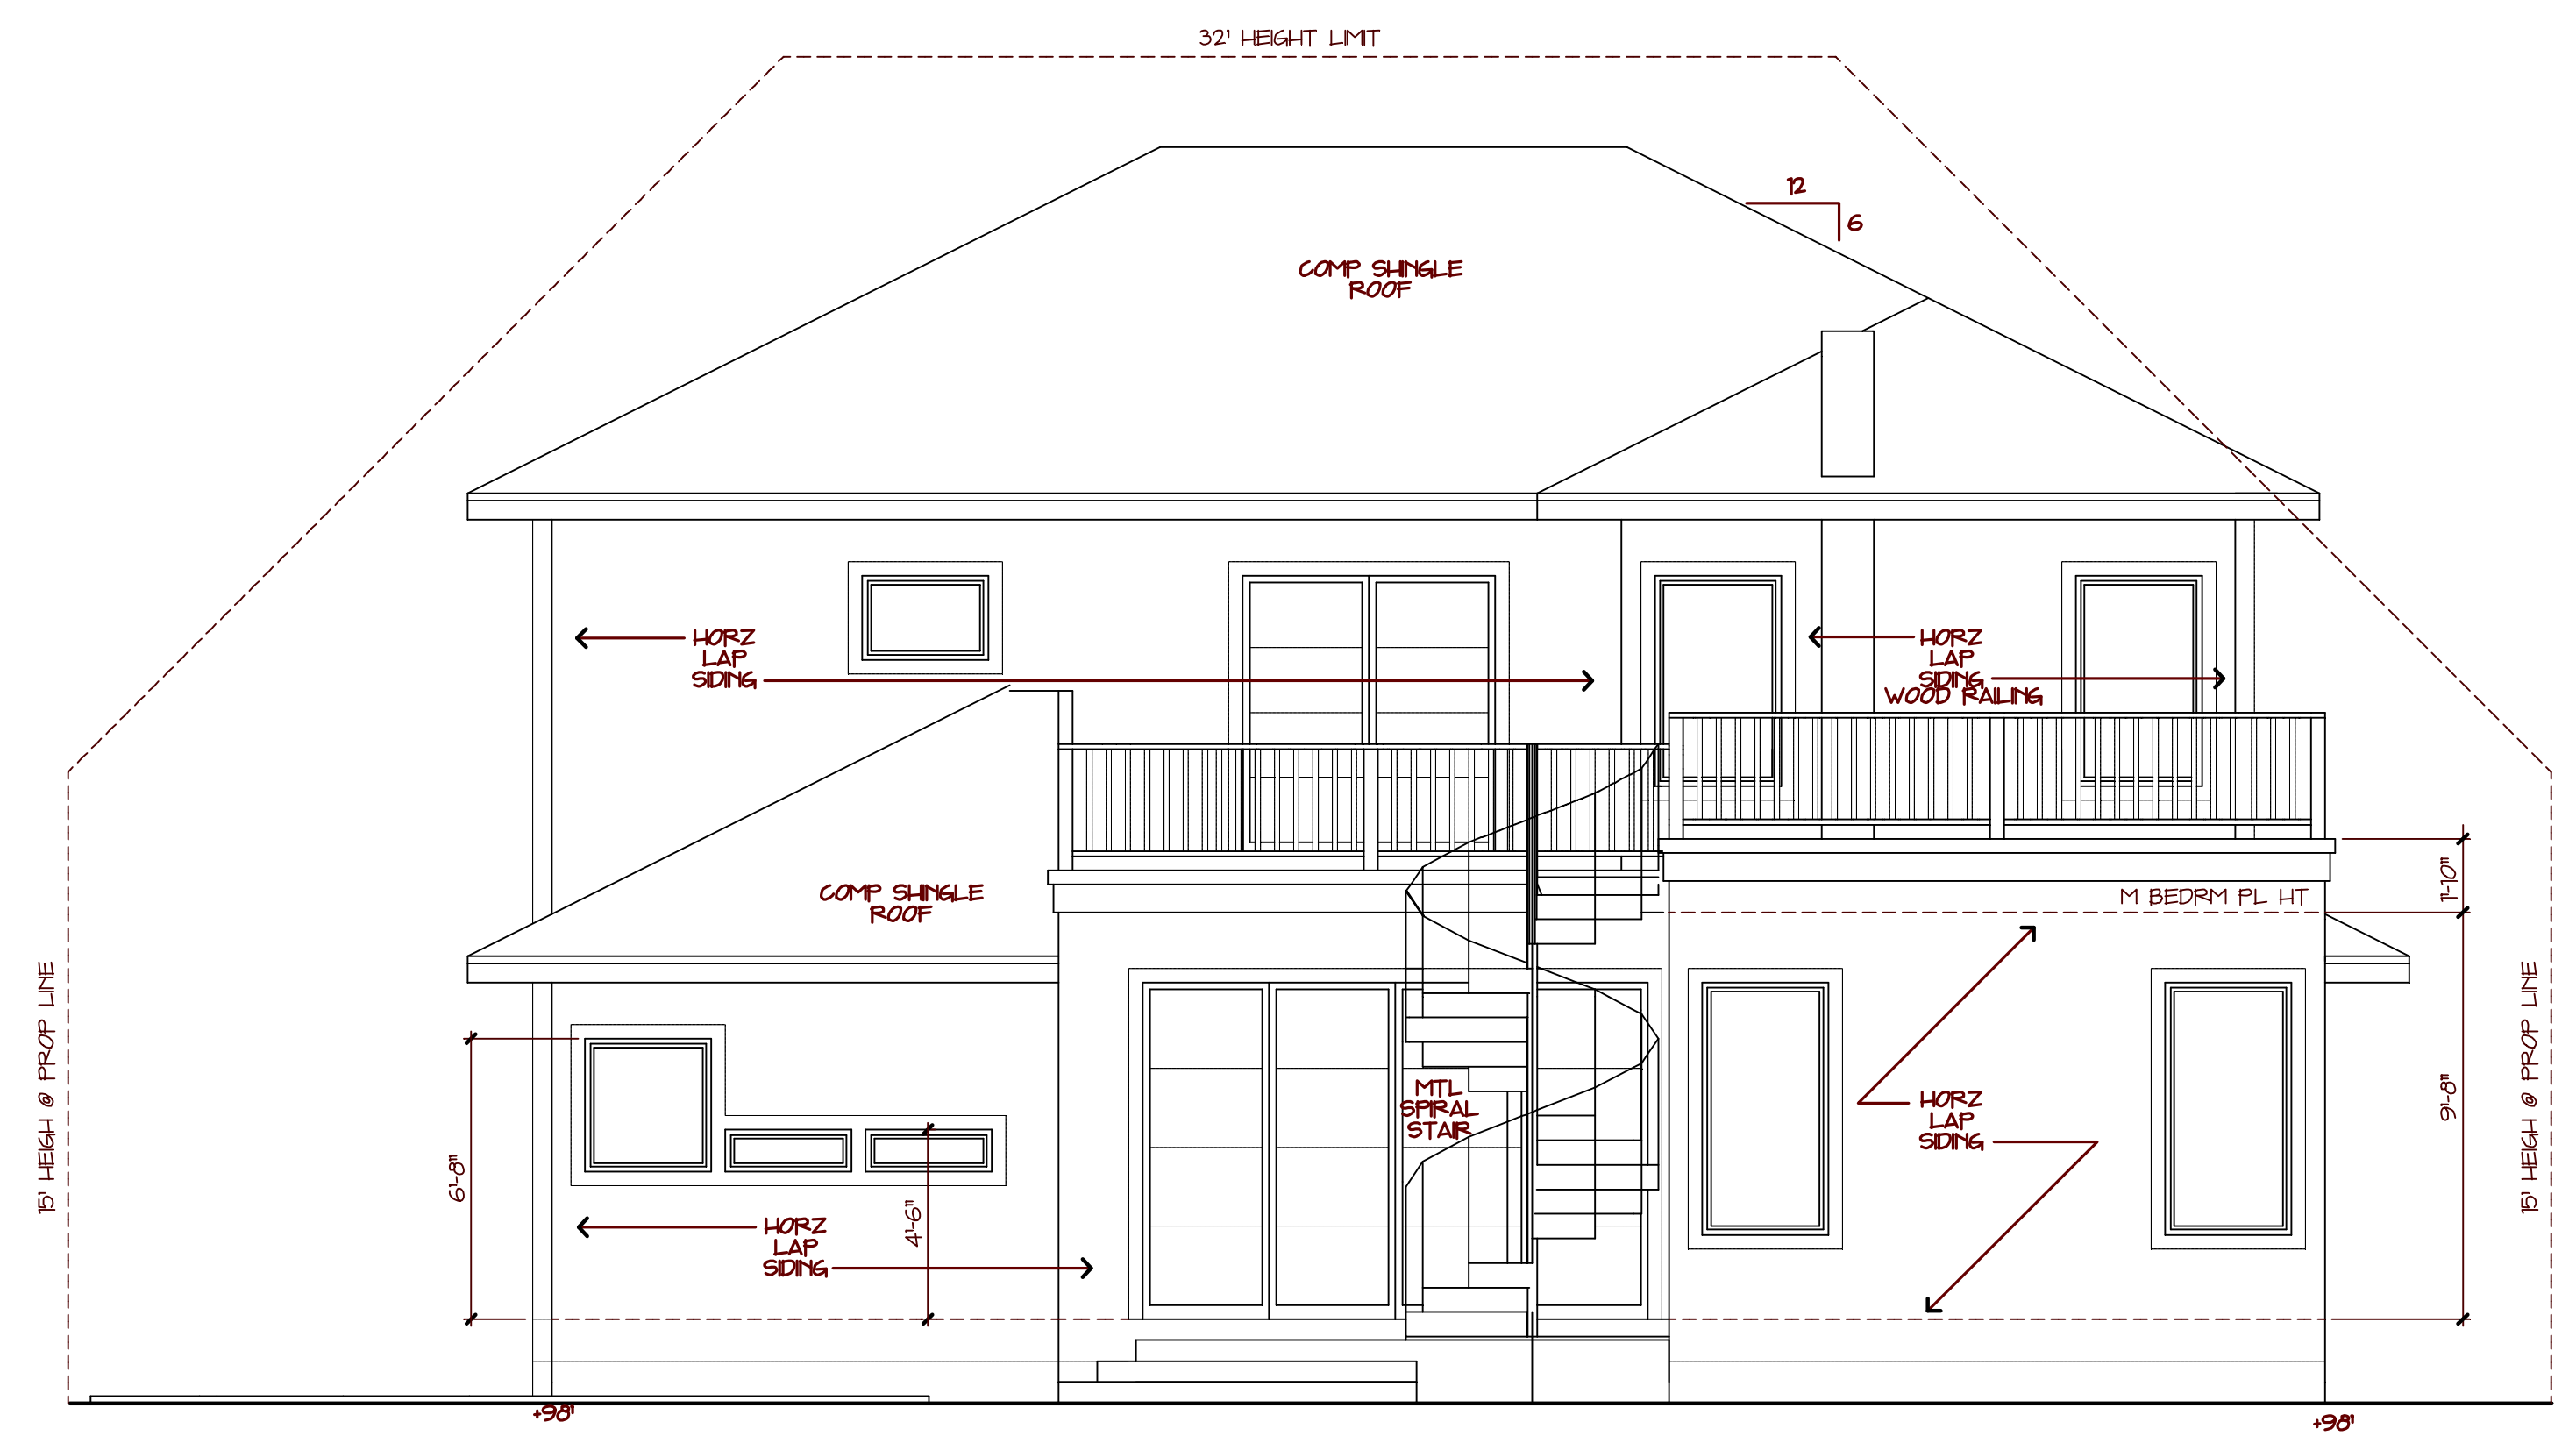 32' HEIGHT LIMIT
12
6
COMP SHINGLE
ROOF
HORZ
LAP
SIDING
HORZ
LAP
SIDING
WOOD RAILING
COMP SHINGLE
ROOF
1'-10"
M BEDRM PL HT
15' HEIGH @ PROP LINE
15' HEIGH @ PROP LINE
9'-8"
MTL
SPIRAL
STAIR
HORZ
LAP
SIDING
6'-8"
4'-6"
HORZ
LAP
SIDING
+98'
+98'